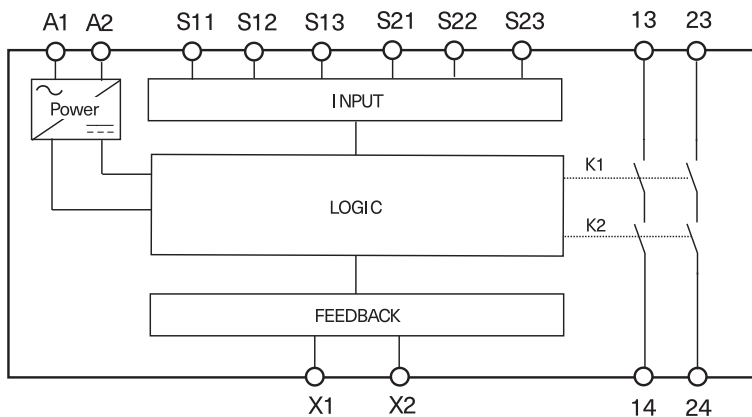 A1 A2 S11 S12 S13 S21 S22 S23 13 23
Power
INPUT
K1
LOGIC
K2
FEEDBACK
X1 X2 14 24